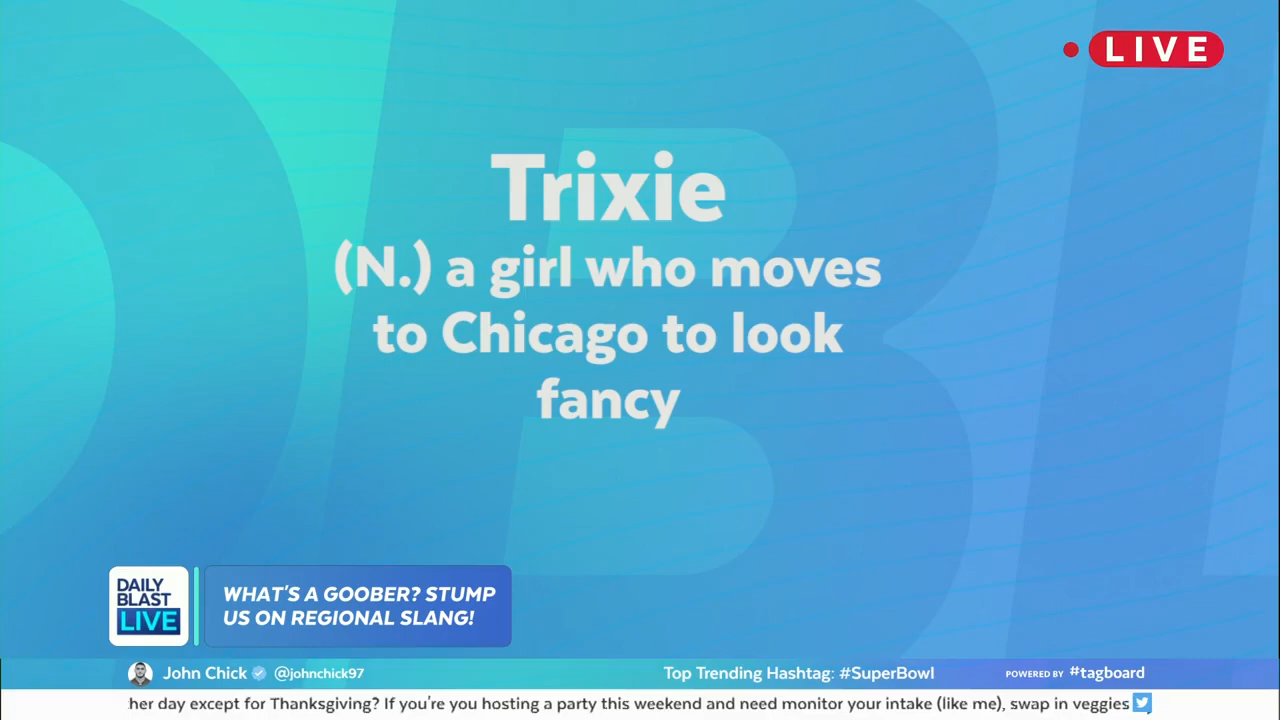 LIVE
Trixie
(N.) a girl who moves
to Chicago to look
fancy
DAILY
BLAST
LIVE
WHAT'S A GOOBER? STUMP
US ON REGIONAL SLANG!
John Chick @johnchick97 Top Trending Hashtag: #SuperBowl POWERED BY #tagboard
her day except for Thanksgiving? If you're you hosting a party this weekend and need monitor your intake (like me), swap in veggies